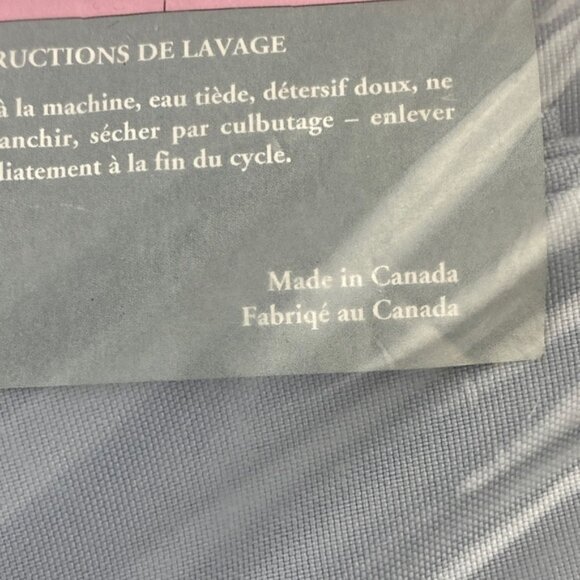 RUCTIONS DE LAVAGE
à la machine, eau tiède, détersif doux, ne
anchir, sécher par culbutage – enlever
liatement à la fin du cycle.
Made in Canada
Fabriqé au Canada